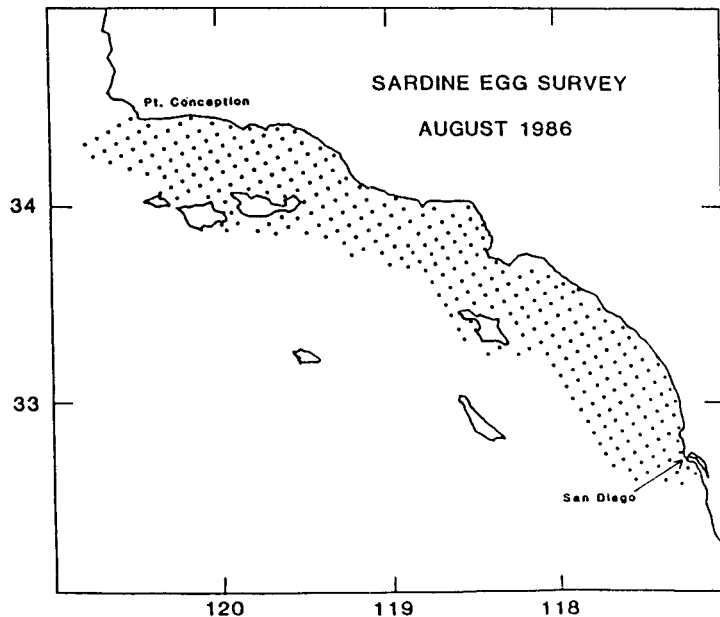 SARDINE EGG SURVEY
AUGUST 1986
Pt. Conception
34
33
San Diego
120
119
118